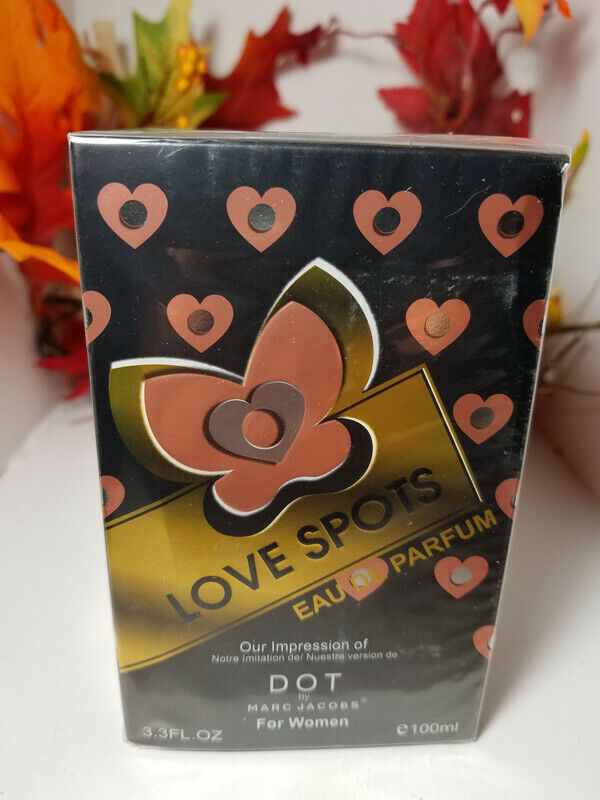 LOVE SPOTS
EAU DE PARFUM
Our Impression of
Notre Imitation de/ Nuestra version de
DOT
by
MARC JACOBS®
For Women
3.3FL.OZ
℮100ml